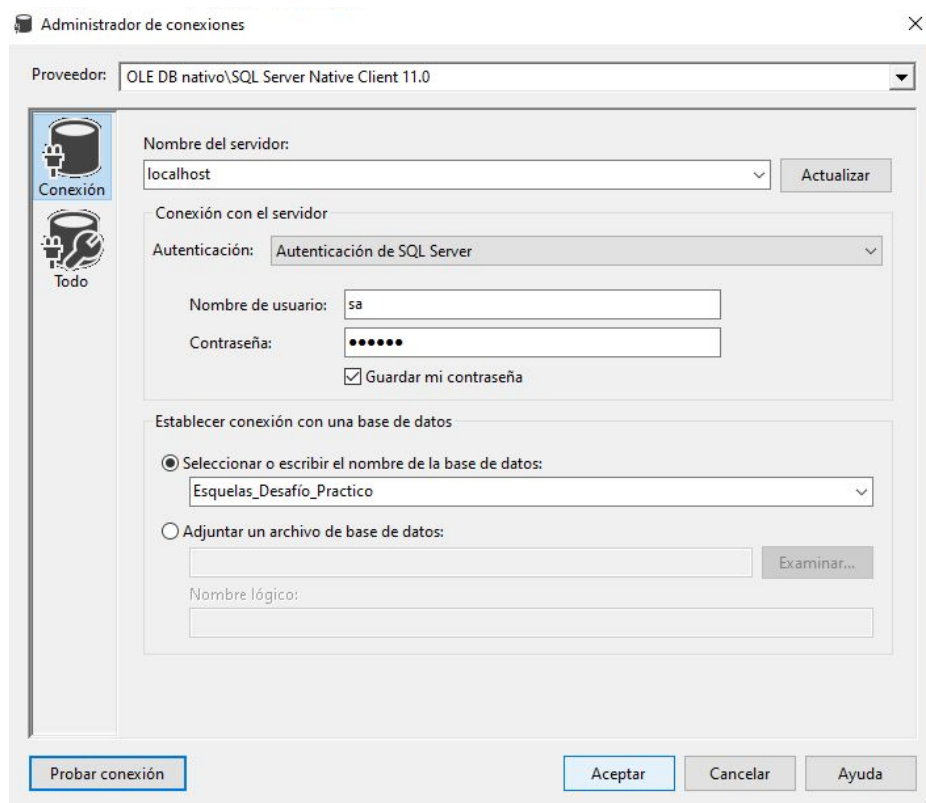 Administrador de conexiones
Proveedor: OLE DB nativo\SQL Server Native Client 11.0
Conexión
Todo
Nombre del servidor:
localhost
Actualizar
Conexión con el servidor
Autenticación: Autenticación de SQL Server
Nombre de usuario: sa
Contraseña: ●●●●●●
Guardar mi contraseña
Establecer conexión con una base de datos
Seleccionar o escribir el nombre de la base de datos:
Esquelas_Desafío_Practico
Adjuntar un archivo de base de datos:
Examinar...
Nombre lógico:
Probar conexión Aceptar Cancelar Ayuda